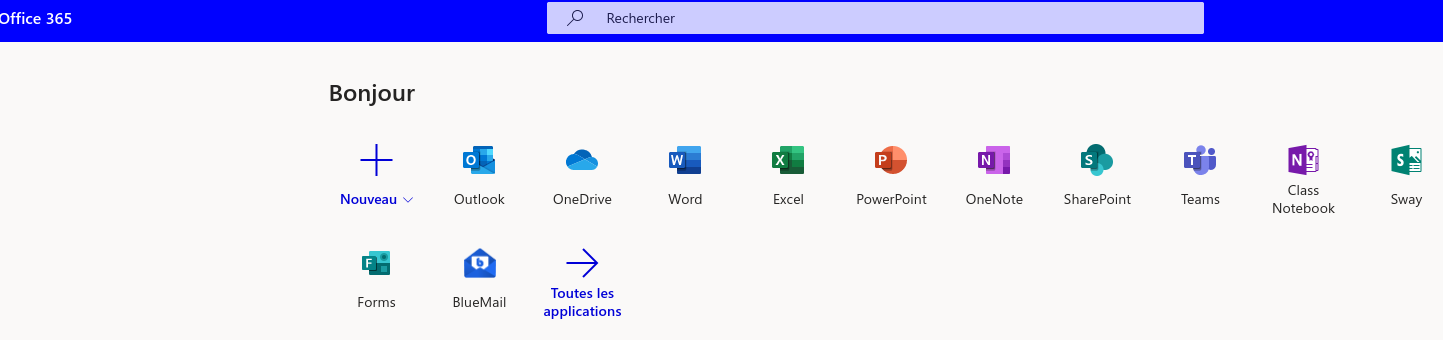 Office 365
Rechercher
Bonjour
Nouveau
Outlook
OneDrive
Word
Excel
PowerPoint
OneNote
SharePoint
Teams
Class
Notebook
Sway
Forms
BlueMail
Toutes les
applications